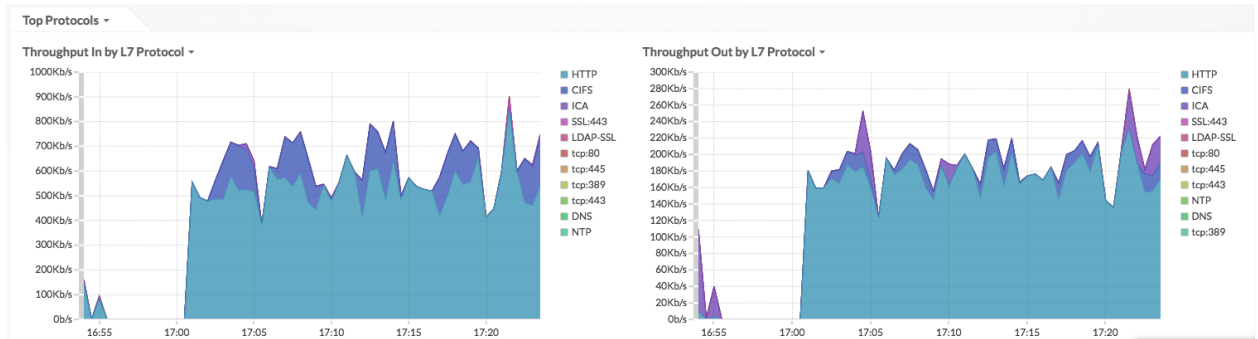 Top Protocols
Throughput In by L7 Protocol
1000Kb/s
900Kb/s
800Kb/s
700Kb/s
600Kb/s
500Kb/s
400Kb/s
300Kb/s
200Kb/s
100Kb/s
0b/s
16:55
17:00
17:05
17:10
17:15
17:20
HTTP
CIFS
ICA
SSL:443
LDAP-SSL
tcp:80
tcp:445
tcp:389
tcp:443
DNS
NTP
Throughput Out by L7 Protocol
300Kb/s
280Kb/s
260Kb/s
240Kb/s
220Kb/s
200Kb/s
180Kb/s
160Kb/s
140Kb/s
120Kb/s
100Kb/s
80Kb/s
60Kb/s
40Kb/s
20Kb/s
0b/s
16:55
17:00
17:05
17:10
17:15
17:20
HTTP
CIFS
ICA
SSL:443
LDAP-SSL
tcp:80
tcp:445
tcp:443
NTP
DNS
tcp:389